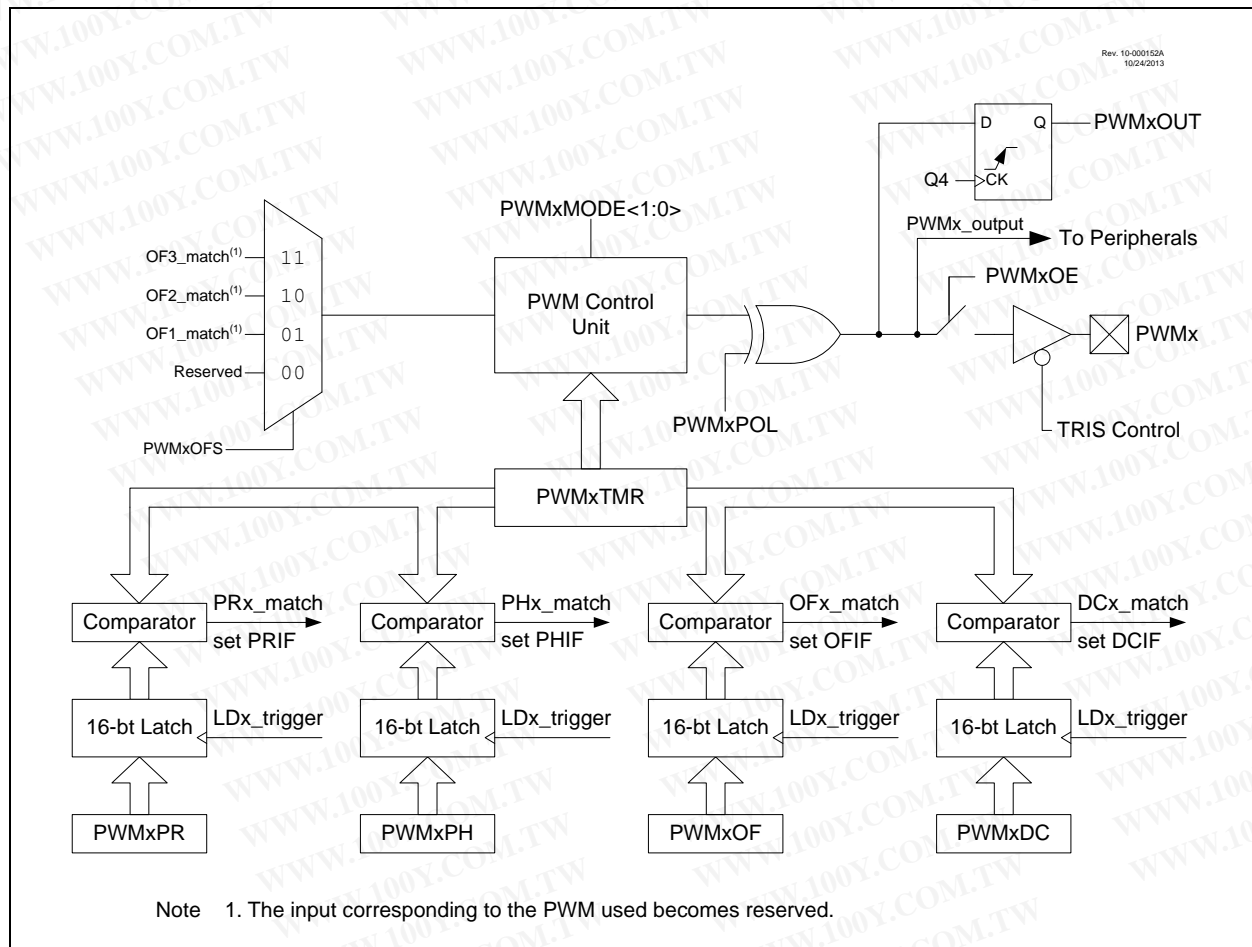 Rev. 10-000152A
10/24/2013
D Q
PWMxOUT
Q4
CK
PWMxMODE<1:0>
PWMx_output
To Peripherals
OF3_match(1) 11
OF2_match(1) 10
OF1_match(1) 01
Reserved 00
PWM Control
Unit
PWMxOE
PWMx
PWMxPOL
TRIS Control
PWMxOFS
PWMxTMR
Comparator
PRx_match
set PRIF
Comparator
PHx_match
set PHIF
Comparator
OFx_match
set OFIF
Comparator
DCx_match
set DCIF
16-bt Latch
LDx_trigger
16-bt Latch
LDx_trigger
16-bt Latch
LDx_trigger
16-bt Latch
LDx_trigger
PWMxPR
PWMxPH
PWMxOF
PWMxDC
Note 1. The input corresponding to the PWM used becomes reserved.
WWW.100Y.COM.TW